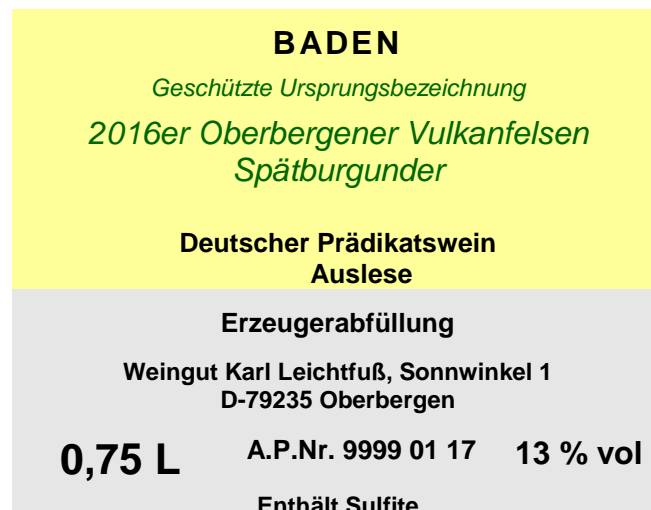 BADEN
Geschützte Ursprungsbezeichnung
2016er Oberbergener Vulkanfelsen
Spätburgunder
Deutscher Prädikatswein
Auslese
Erzeugerabfüllung
Weingut Karl Leichtfuß, Sonnwinkel 1
D-79235 Oberbergen
0,75 L A.P.Nr. 9999 01 17 13 % vol
Enthält Sulfite